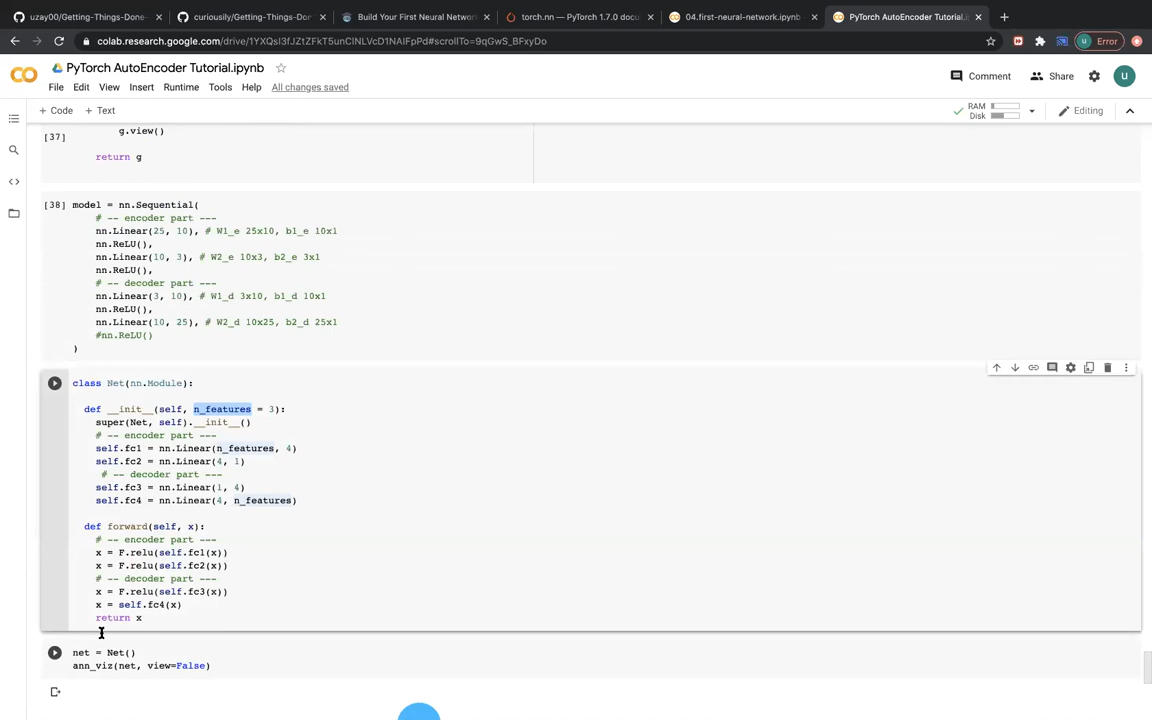 uzay00/Getting-Things-Done-
curiousily/Getting-Things-Don
Build Your First Neural Network
torch.nn — PyTorch 1.7.0 docu
04.first-neural-network.ipynb
PyTorch AutoEncoder Tutorial.i
colab.research.google.com/drive/1YXQsI3fJZtZFkT5unClNLVcD1NAIFpPd#scrollTo=9qGwS_BFxyDo
u Error
PyTorch AutoEncoder Tutorial.ipynb
Comment
Share
u
File Edit View Insert Runtime Tools Help All changes saved
+ Code + Text
RAM
Disk
Editing
[37]
g.view()
return g
[38] model = nn.Sequential(
# -- encoder part ---
nn.Linear(25, 10), # W1_e 25x10, b1_e 10x1
nn.ReLU(),
nn.Linear(10, 3), # W2_e 10x3, b2_e 3x1
nn.ReLU(),
# -- decoder part ---
nn.Linear(3, 10), # W1_d 3x10, b1_d 10x1
nn.ReLU(),
nn.Linear(10, 25), # W2_d 10x25, b2_d 25x1
#nn.ReLU()
)
class Net(nn.Module):
def __init__(self, n_features = 3):
super(Net, self).__init__()
# -- encoder part ---
self.fc1 = nn.Linear(n_features, 4)
self.fc2 = nn.Linear(4, 1)
# -- decoder part ---
self.fc3 = nn.Linear(1, 4)
self.fc4 = nn.Linear(4, n_features)
def forward(self, x):
# -- encoder part ---
x = F.relu(self.fc1(x))
x = F.relu(self.fc2(x))
# -- decoder part ---
x = F.relu(self.fc3(x))
x = self.fc4(x)
return x
net = Net()
ann_viz(net, view=False)